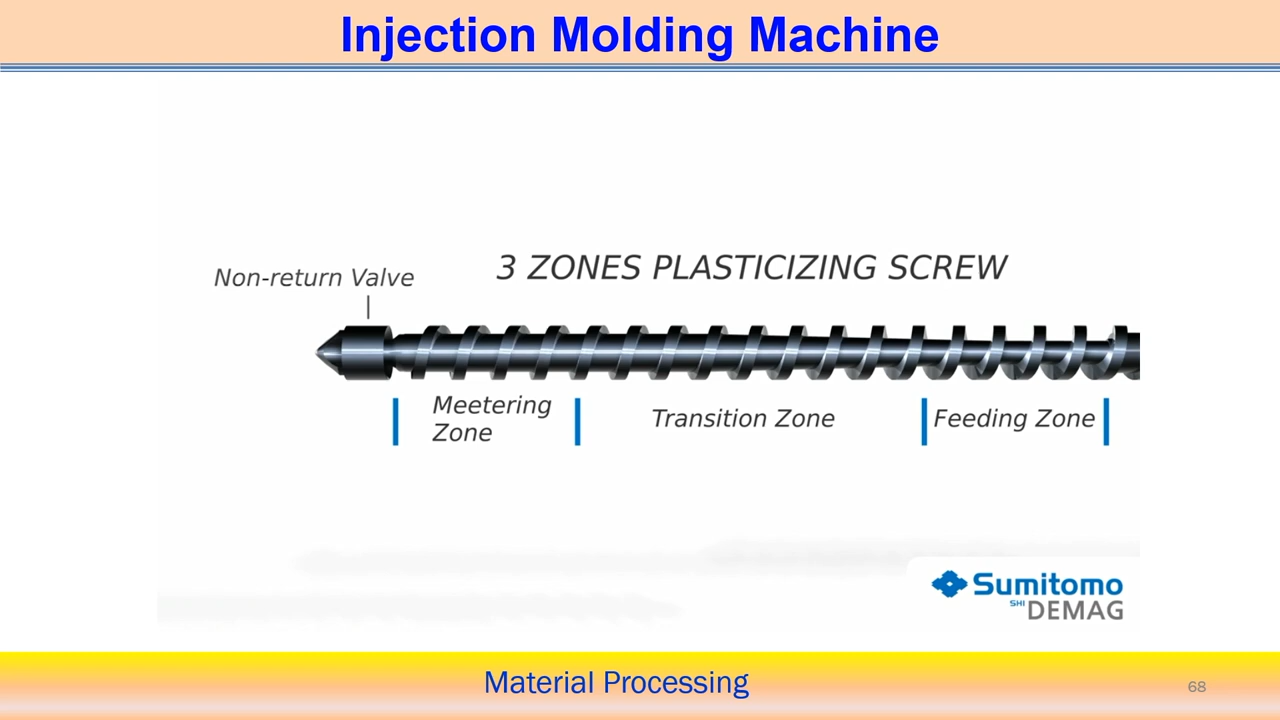 Injection Molding Machine
Non-return Valve
3 ZONES PLASTICIZING SCREW
Meetering
Zone
Transition Zone
Feeding Zone
Sumitomo
SHI DEMAG
Material Processing
68